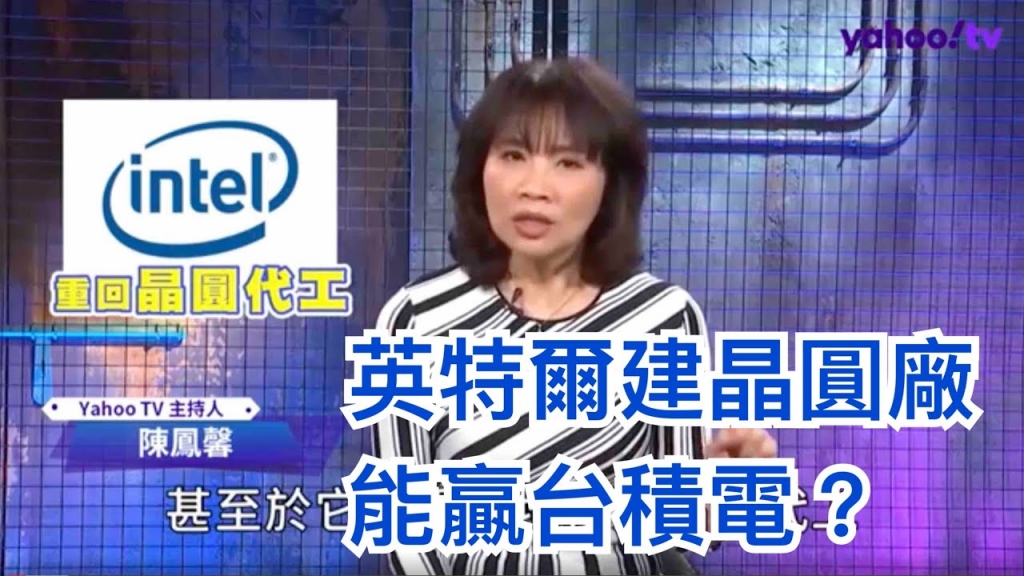 yahoo!tv
intel®
重回晶圓代工
Yahoo TV 主持人
陳鳳馨
英特爾建晶圓廠
能贏台積電？
甚至於它